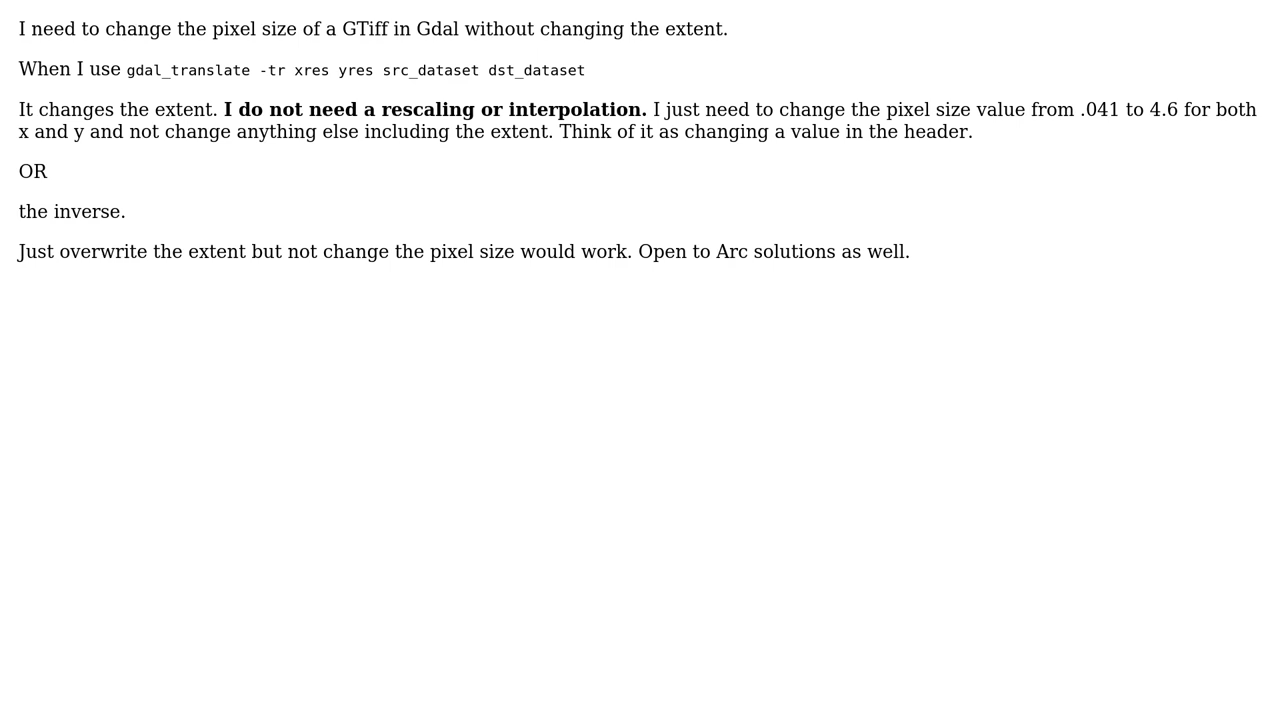 I need to change the pixel size of a GTiff in Gdal without changing the extent.
When I use gdal_translate -tr xres yres src_dataset dst_dataset
It changes the extent. I do not need a rescaling or interpolation. I just need to change the pixel size value from .041 to 4.6 for both
x and y and not change anything else including the extent. Think of it as changing a value in the header.
OR
the inverse.
Just overwrite the extent but not change the pixel size would work. Open to Arc solutions as well.